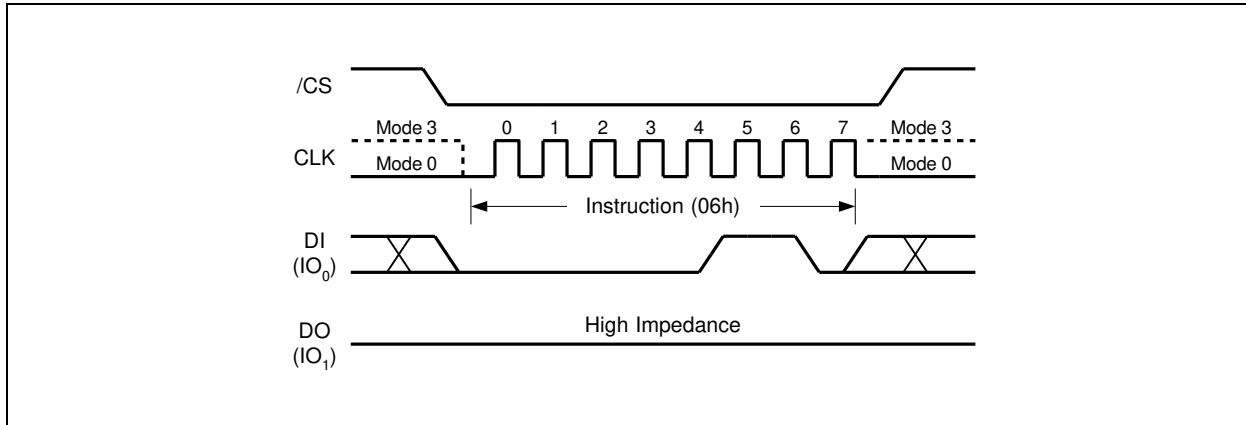 /CS
Mode 3 0 1 2 3 4 5 6 7 Mode 3
CLK
Mode 0 Mode 0
Instruction (06h)
DI
(IO₀)
High Impedance
DO
(IO₁)